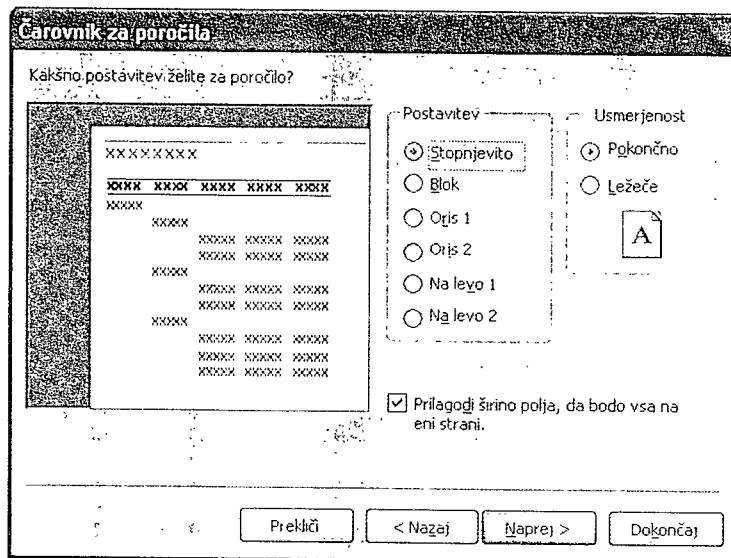 Čarovnik za poročila
Kakšno postavitev želite za poročilo?
XXXXXXXX
XXXX XXXX XXXX XXXX XXXX
XXXXX
XXXXX
XXXXX XXXXX XXXXX
XXXXX XXXXX XXXXX
XXXXX
XXXXX XXXXX XXXXX
XXXXX XXXXX XXXXX
XXXXX
XXXXX XXXXX XXXXX
XXXXX XXXXX XXXXX
XXXXX XXXXX XXXXX
Postavitev
Stopnjevito
Blok
Oris 1
Oris 2
Na levo 1
Na levo 2
Usmerjenost
Pokončno
Ležeče
A
Prilagodi širino polja, da bodo vsa na
eni strani.
Prekliči
< Nazaj
Naprej >
Dokončaj